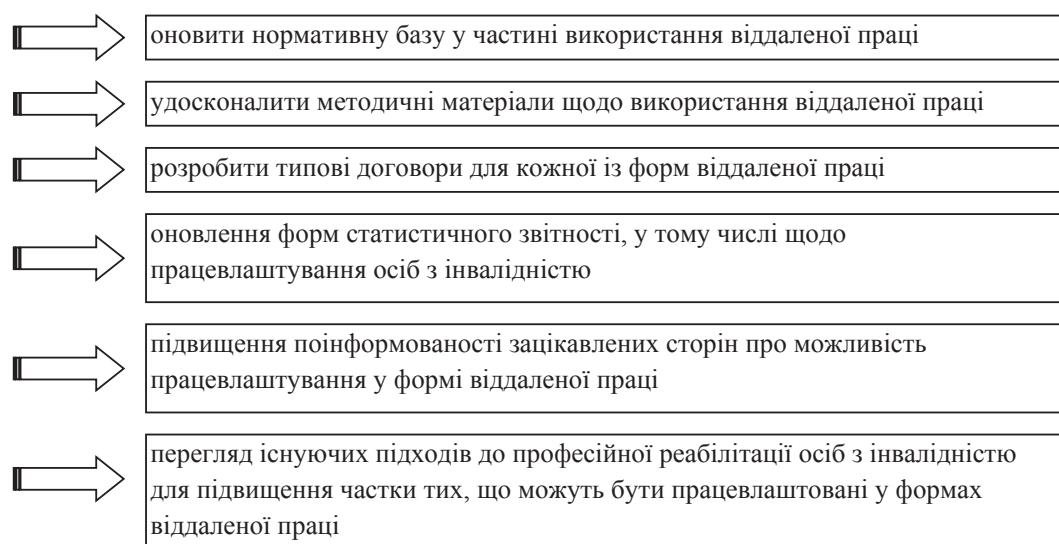 оновити нормативну базу у частині використання віддаленої праці
удосконалити методичні матеріали щодо використання віддаленої праці
розробити типові договори для кожної із форм віддаленої праці
оновлення форм статистичного звітності, у тому числі щодо
працевлаштування осіб з інвалідністю
підвищення поінформованості зацікавлених сторін про можливість
працевлаштування у формі віддаленої праці
перегляд існуючих підходів до професійної реабілітації осіб з інвалідністю
для підвищення частки тих, що можуть бути працевлаштовані у формах
віддаленої праці